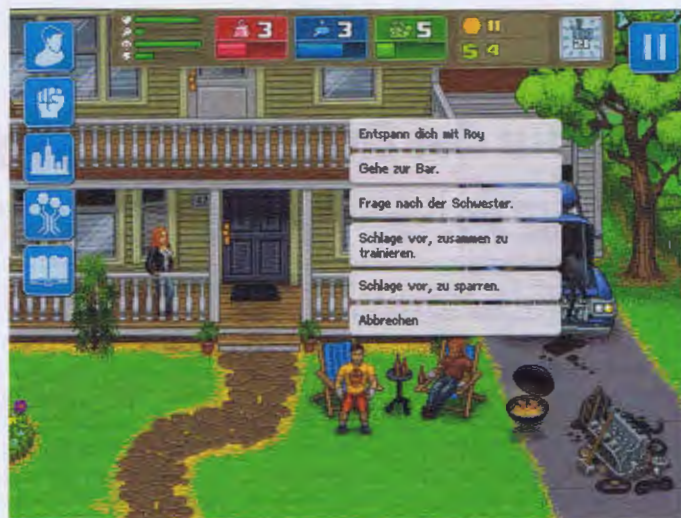 3
3
5
11
5 4
Entspann dich mit Roy
Gehe zur Bar.
Frage nach der Schwester.
Schlage vor, zusammen zu
trainieren.
Schlage vor, zu sparren.
Abbrechen